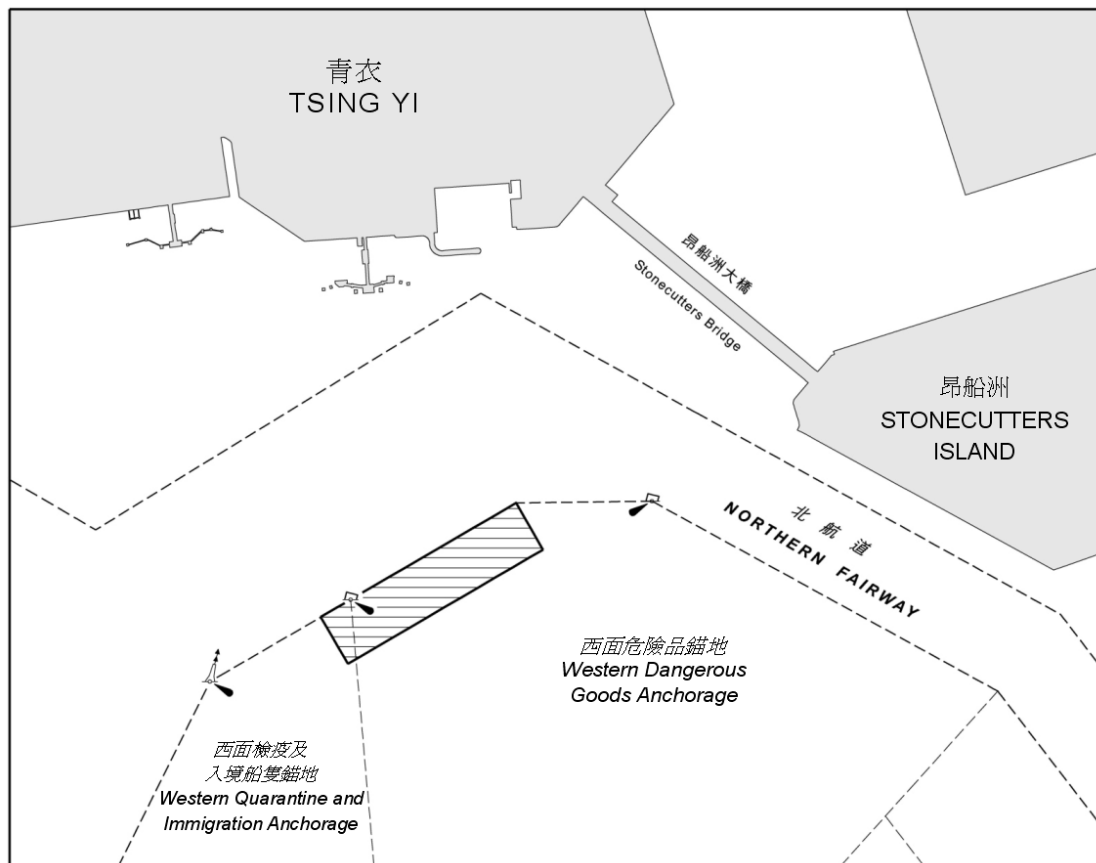 青衣
TSING YI
昂船洲大橋
Stonecutters Bridge
昂船洲
STONECUTTERS
ISLAND
北航道
NORTHERN FAIRWAY
西面危險品錨地
Western Dangerous
Goods Anchorage
西面檢疫及
入境船隻錨地
Western Quarantine and
Immigration Anchorage